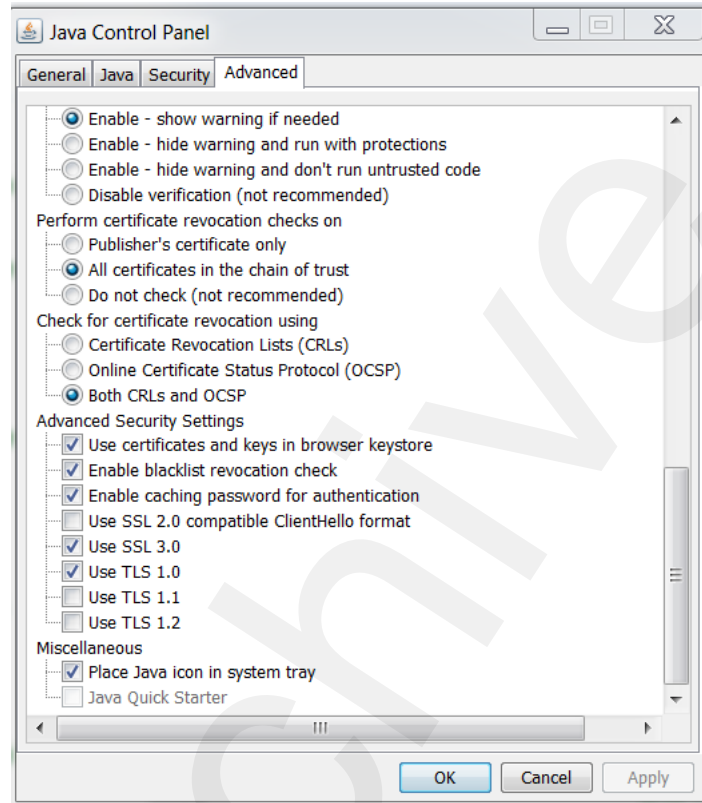 Java Control Panel
General Java Security Advanced
Enable - show warning if needed
Enable - hide warning and run with protections
Enable - hide warning and don't run untrusted code
Disable verification (not recommended)
Perform certificate revocation checks on
Publisher's certificate only
All certificates in the chain of trust
Do not check (not recommended)
Check for certificate revocation using
Certificate Revocation Lists (CRLs)
Online Certificate Status Protocol (OCSP)
Both CRLs and OCSP
Advanced Security Settings
Use certificates and keys in browser keystore
Enable blacklist revocation check
Enable caching password for authentication
Use SSL 2.0 compatible ClientHello format
Use SSL 3.0
Use TLS 1.0
Use TLS 1.1
Use TLS 1.2
Miscellaneous
Place Java icon in system tray
Java Quick Starter
OK Cancel Apply